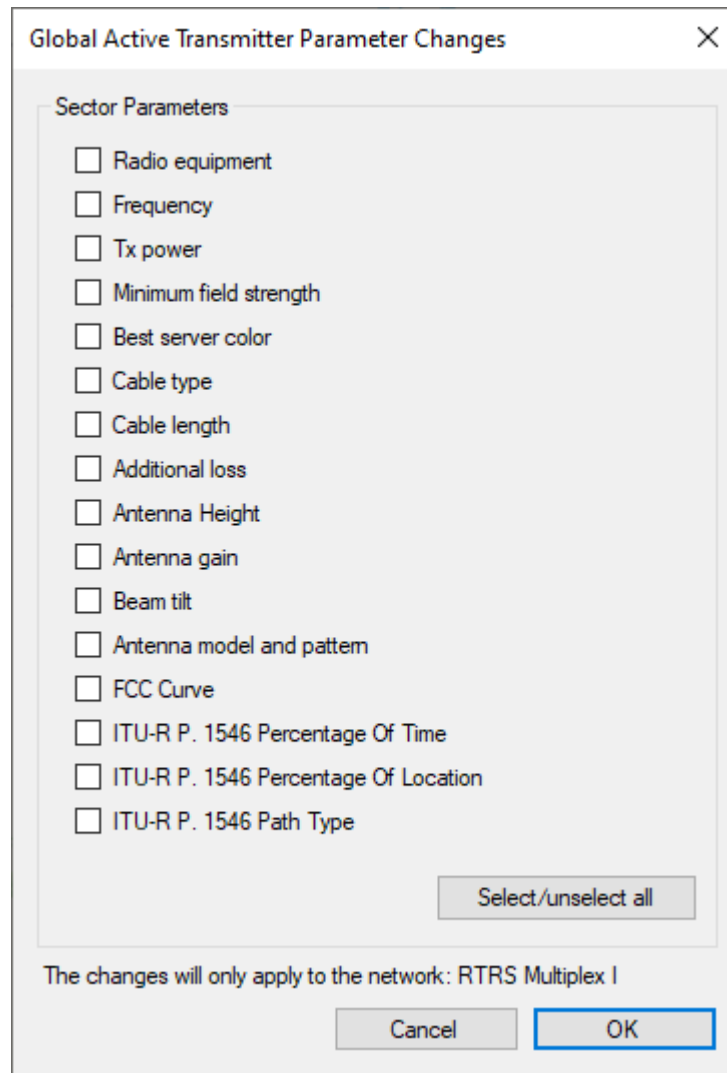 Global Active Transmitter Parameter Changes
Sector Parameters
Radio equipment
Frequency
Tx power
Minimum field strength
Best server color
Cable type
Cable length
Additional loss
Antenna Height
Antenna gain
Beam tilt
Antenna model and pattern
FCC Curve
ITU-R P. 1546 Percentage Of Time
ITU-R P. 1546 Percentage Of Location
ITU-R P. 1546 Path Type
Select/unselect all
The changes will only apply to the network: RTRS Multiplex I
Cancel OK